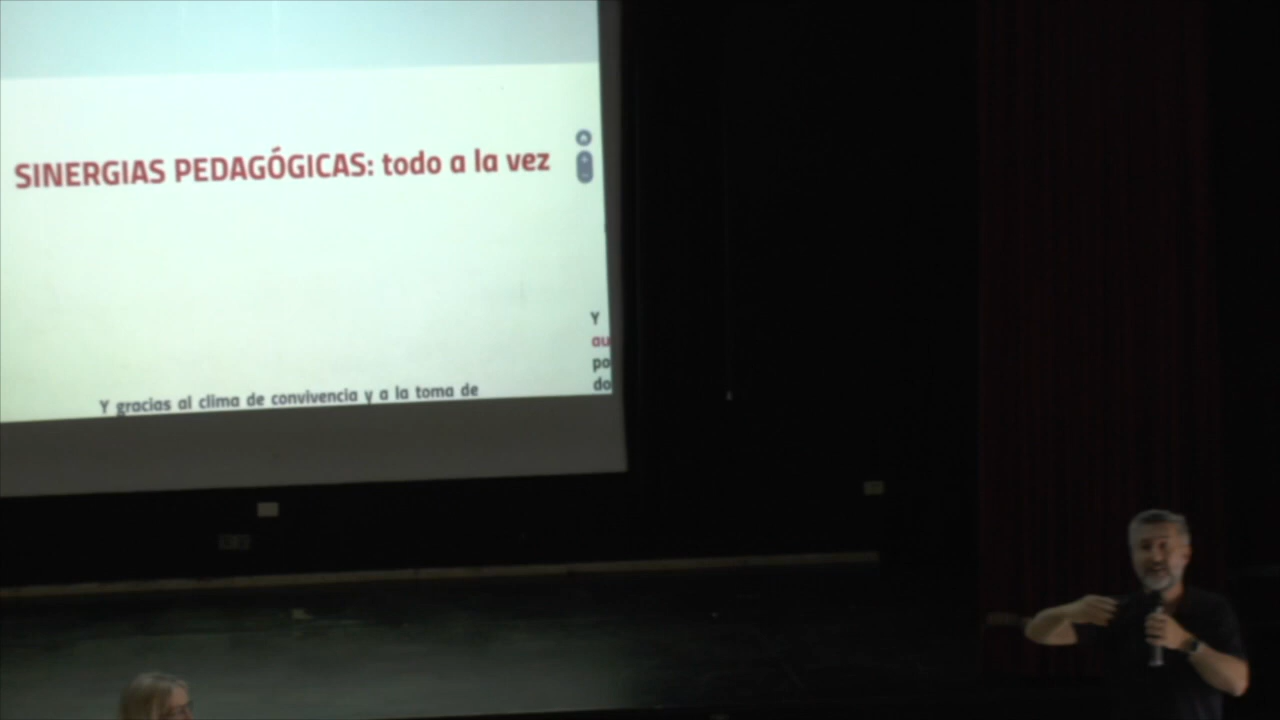 SINERGIAS PEDAGÓGICAS: todo a la vez
Y gracias al clima de convivencia y a la toma de
Y
au
po
do